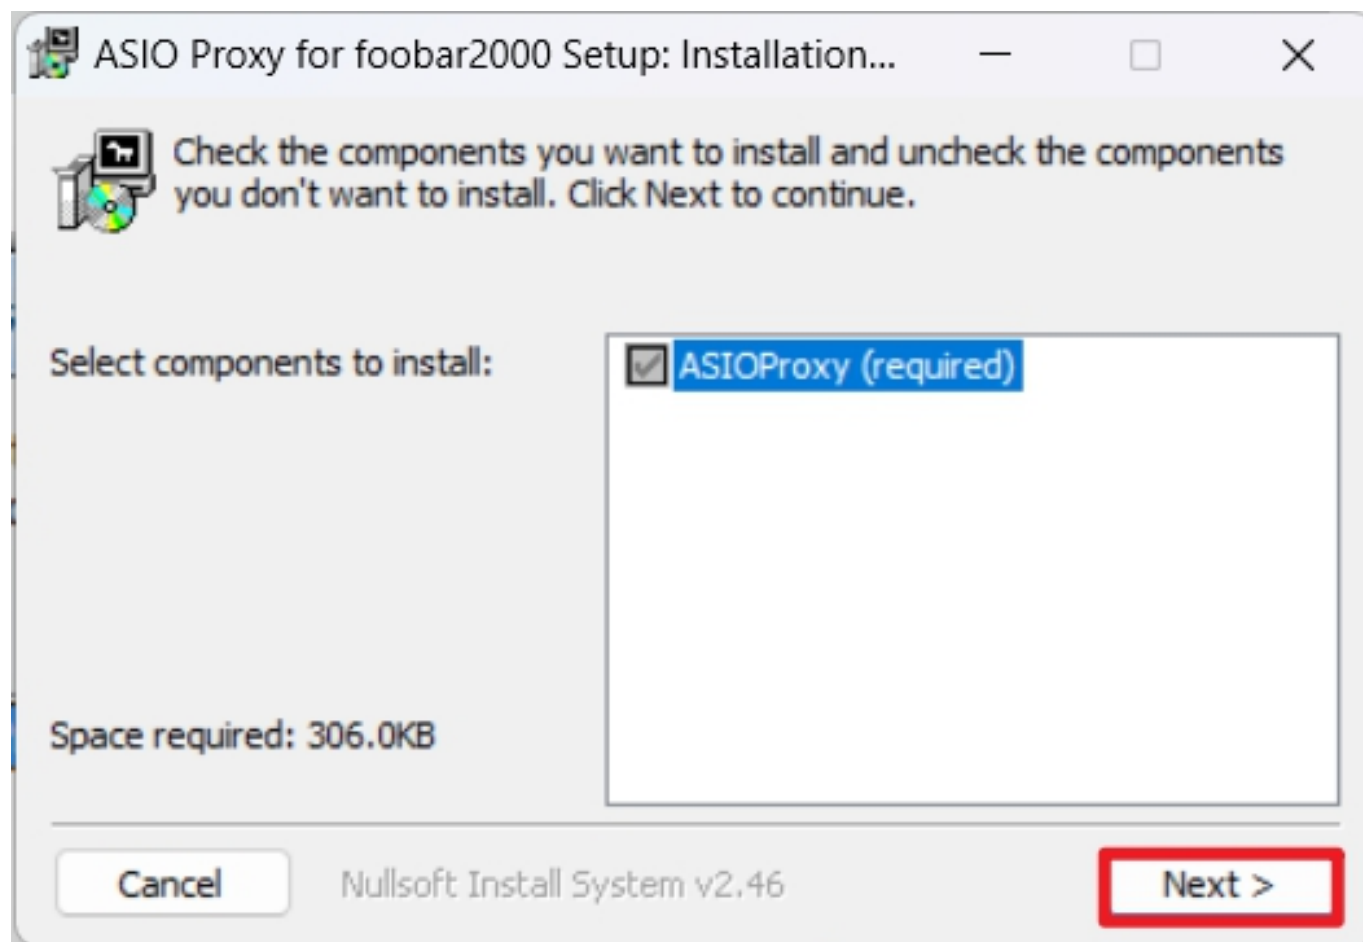 ASIO Proxy for foobar2000 Setup: Installation...
Check the components you want to install and uncheck the components
you don't want to install. Click Next to continue.
Select components to install:
ASIOProxy (required)
Space required: 306.0KB
Cancel
Nullsoft Install System v2.46
Next >